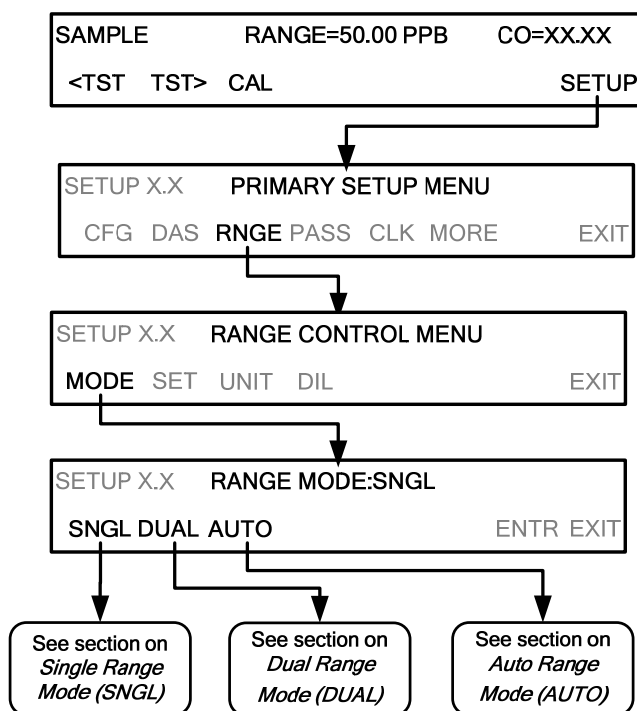 SAMPLE RANGE=50.00 PPB CO=XX.XX
<TST TST> CAL SETUP
SETUP X.X PRIMARY SETUP MENU
CFG DAS RNGE PASS CLK MORE EXIT
SETUP X.X RANGE CONTROL MENU
MODE SET UNIT DIL EXIT
SETUP X.X RANGE MODE:SNGL
SNGL DUAL AUTO ENTR EXIT
See section on
Single Range
Mode (SNGL)
See section on
Dual Range
Mode (DUAL)
See section on
Auto Range
Mode (AUTO)